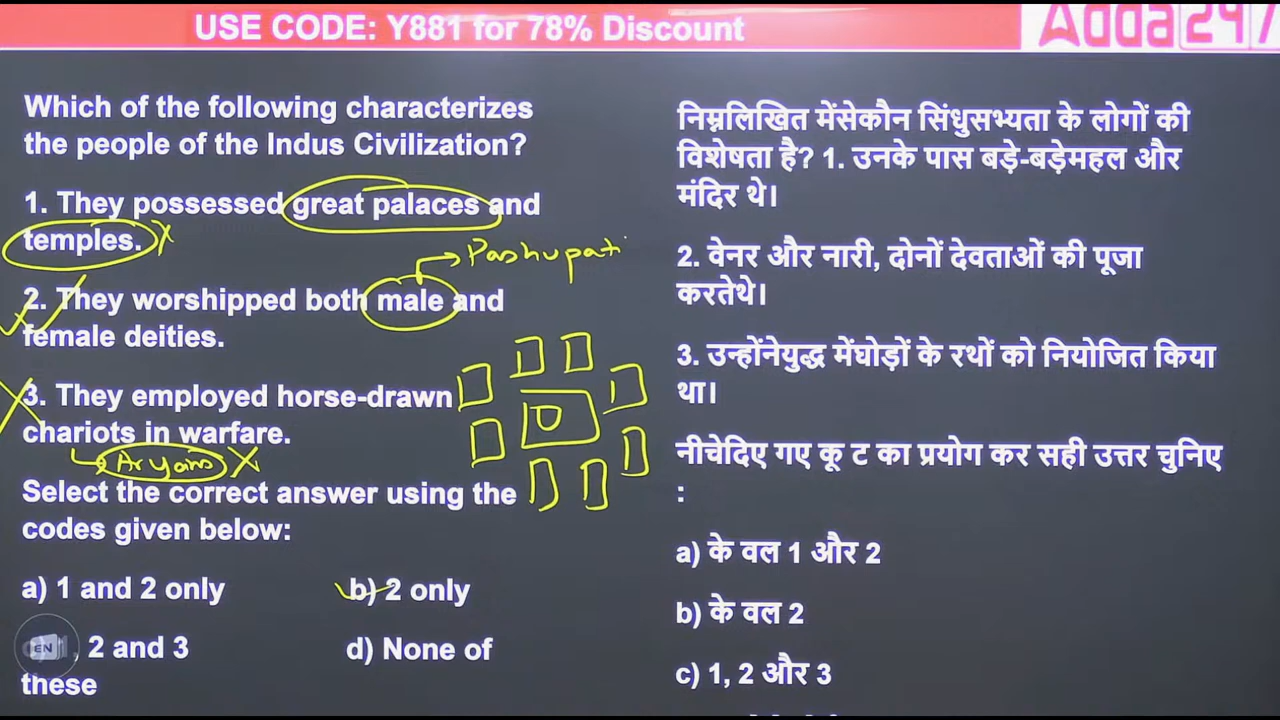 USE CODE: Y881 for 78% Discount
Adda247
Which of the following characterizes
the people of the Indus Civilization?
1. They possessed great palaces and
temples.
Pashupati
2. They worshipped both male and
female deities.
3. They employed horse-drawn
chariots in warfare.
Aryans
Select the correct answer using the
codes given below:
a) 1 and 2 only
b) 2 only
EN
, 2 and 3
d) None of
these
निम्नलिखित मेंसेकौन सिंधुसभ्यता के लोगों की
विशेषता है? 1. उनके पास बड़े-बड़ेमहल और
मंदिर थे।
2. वेनर और नारी, दोनों देवताओं की पूजा
करतेथे।
3. उन्होंनेयुद्ध मेंघोड़ों के रथों को नियोजित किया
था।
नीचेदिए गए कू ट का प्रयोग कर सही उत्तर चुनिए
:
a) के वल 1 और 2
b) के वल 2
c) 1, 2 और 3